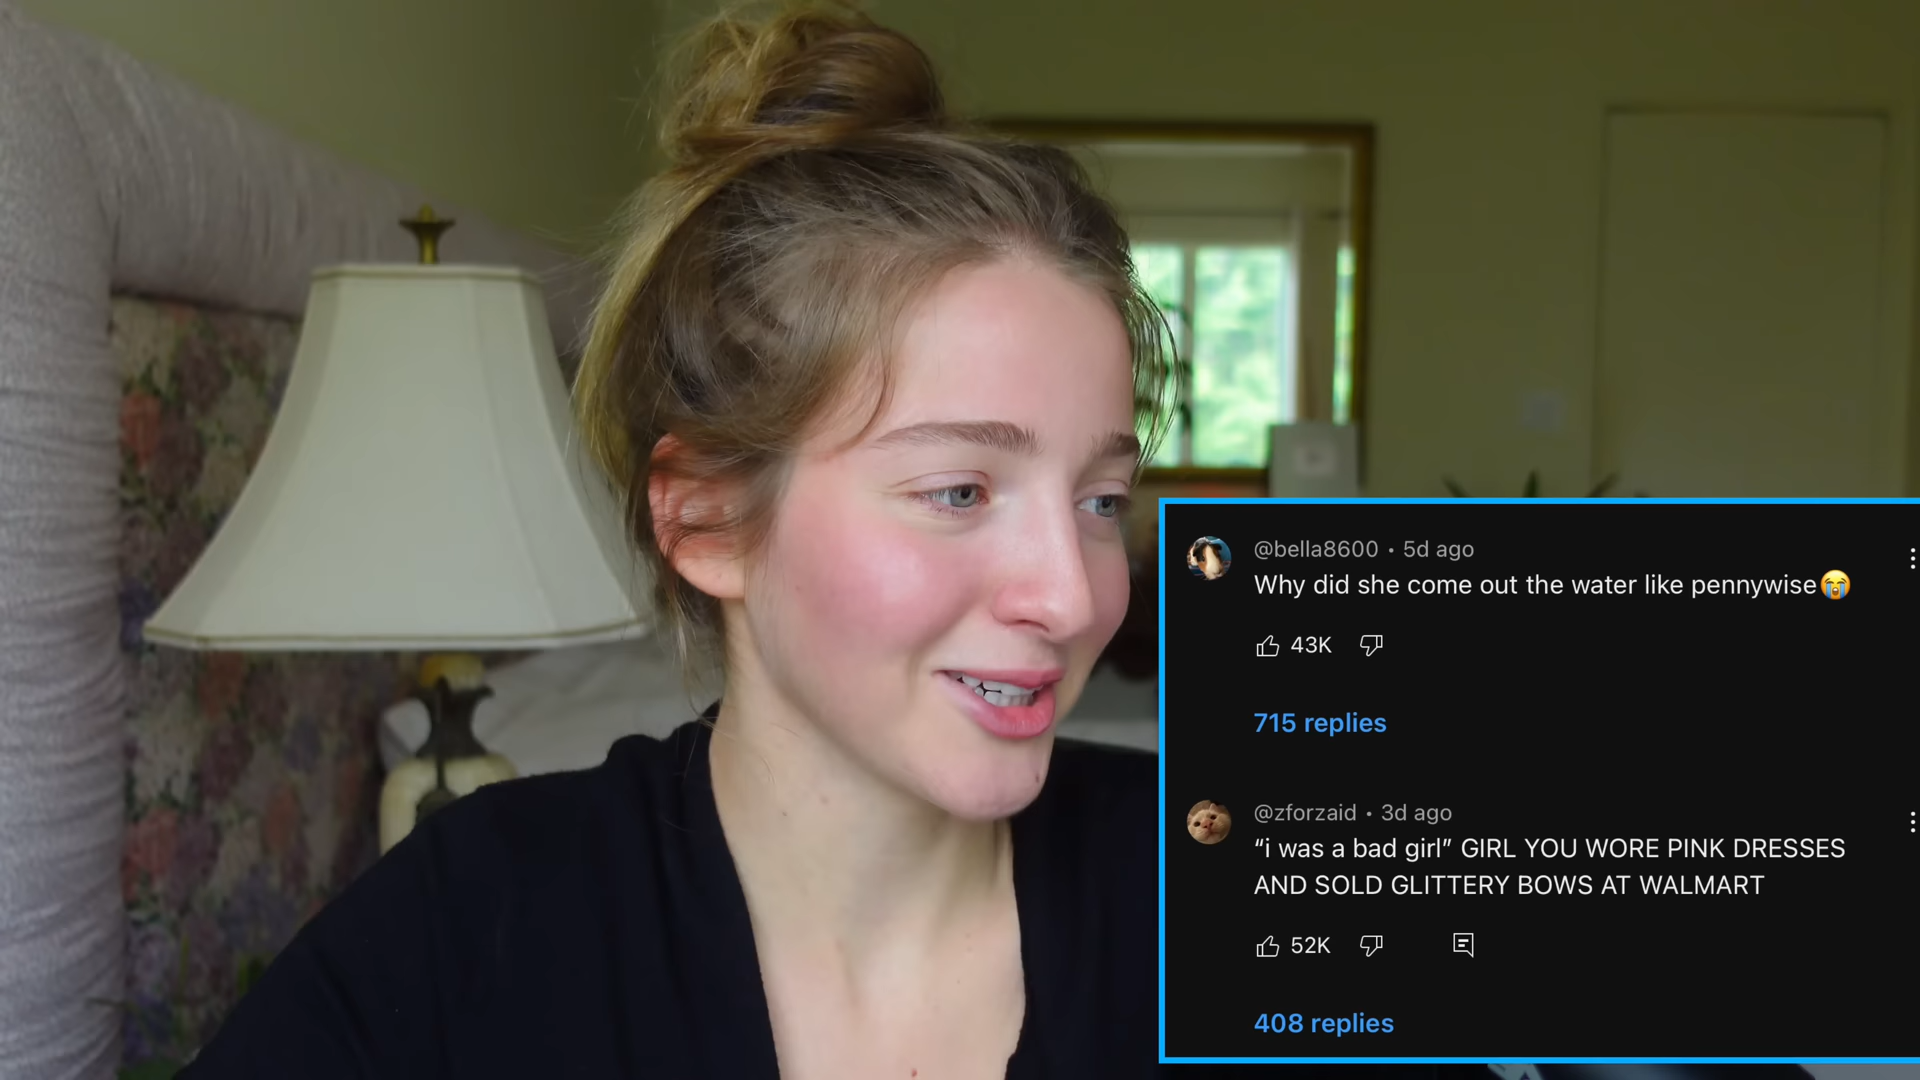 @bella8600 • 5d ago
Why did she come out the water like pennywise😭
43K
715 replies
@zforzaid • 3d ago
“i was a bad girl” GIRL YOU WORE PINK DRESSES
AND SOLD GLITTERY BOWS AT WALMART
52K
408 replies